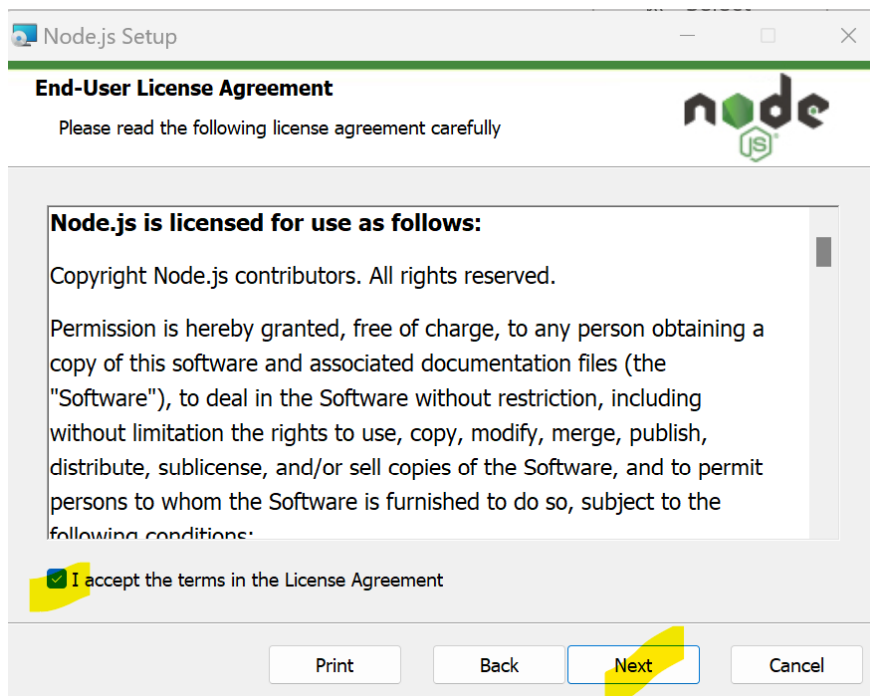 Node.js Setup
End-User License Agreement
Please read the following license agreement carefully
node
JS
Node.js is licensed for use as follows:
Copyright Node.js contributors. All rights reserved.
Permission is hereby granted, free of charge, to any person obtaining a
copy of this software and associated documentation files (the
"Software"), to deal in the Software without restriction, including
without limitation the rights to use, copy, modify, merge, publish,
distribute, sublicense, and/or sell copies of the Software, and to permit
persons to whom the Software is furnished to do so, subject to the
following conditions:
I accept the terms in the License Agreement
Print Back Next Cancel